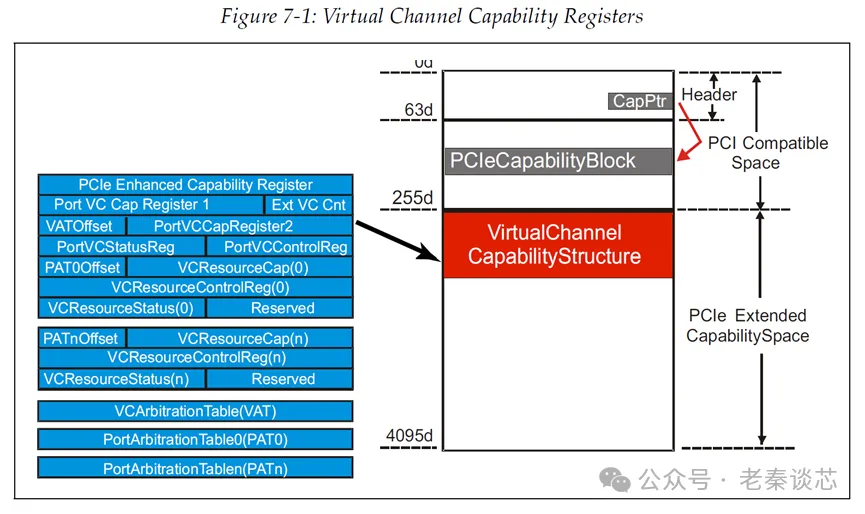 Figure 7-1: Virtual Channel Capability Registers
0d
CapPtr
Header
63d
PCI Compatible
Space
PCIeCapabilityBlock
255d
PCIe Enhanced Capability Register
Port VC Cap Register 1
Ext VC Cnt
VATOffset
PortVCCapRegister2
PortVCStatusReg
PortVCControlReg
PAT0Offset
VCResourceCap(0)
VCResourceControlReg(0)
VCResourceStatus(0)
Reserved
PATnOffset
VCResourceCap(n)
VCResourceControlReg(n)
VCResourceStatus(n)
Reserved
VCArbitrationTable(VAT)
PortArbitrationTable0(PAT0)
PortArbitrationTablen(PATn)
VirtualChannel
CapabilityStructure
PCIe Extended
CapabilitySpace
4095d
公众号 · 老秦谈芯